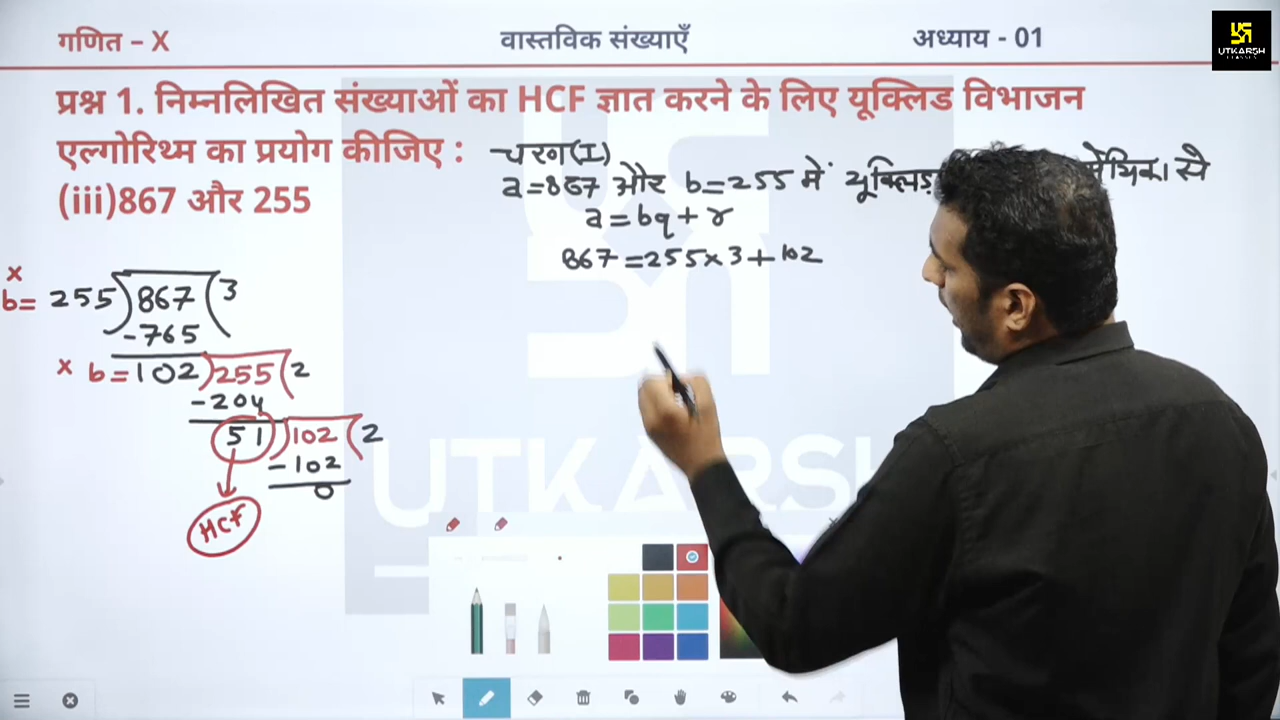 गणित – X
वास्तविक संख्याएँ
अध्याय - 01
UTKARSH
CLASSES
प्रश्न 1. निम्नलिखित संख्याओं का HCF ज्ञात करने के लिए यूक्लिड विभाजन
एल्गोरिथ्म का प्रयोग कीजिए :
(iii)867 और 255
चरण(I)
a=867 और b=255 में यूक्लिड से
a=bq+r
867=255×3+102
x
b= 255)867(3
-765
x b=102)255(2
-204
51)102(2
-102
0
HCF
UTKARSH